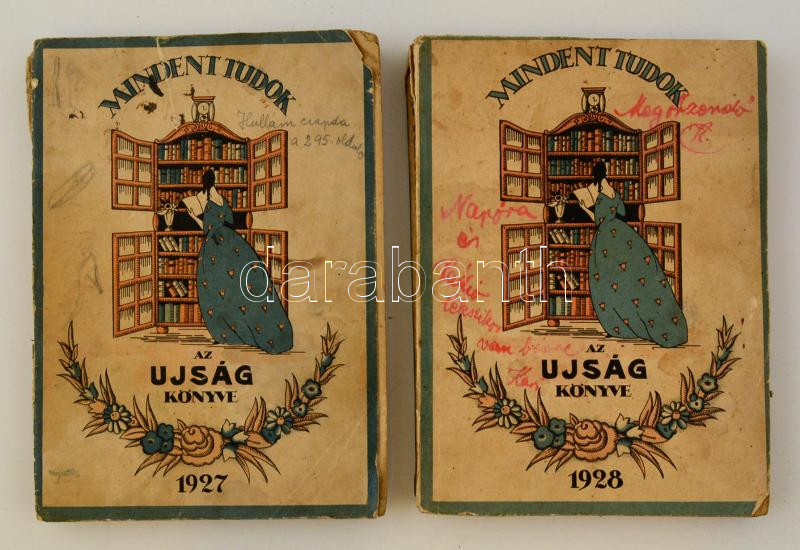 MINDENT TUDOK
Hullám csapda
a 295. oldalo
AZ
UJSÁG
KÖNYVE
1927
MINDENT TUDOK
Megőrzendő
Napóra
és
van benne
AZ
UJSÁG
KÖNYVE
1928
darabanth